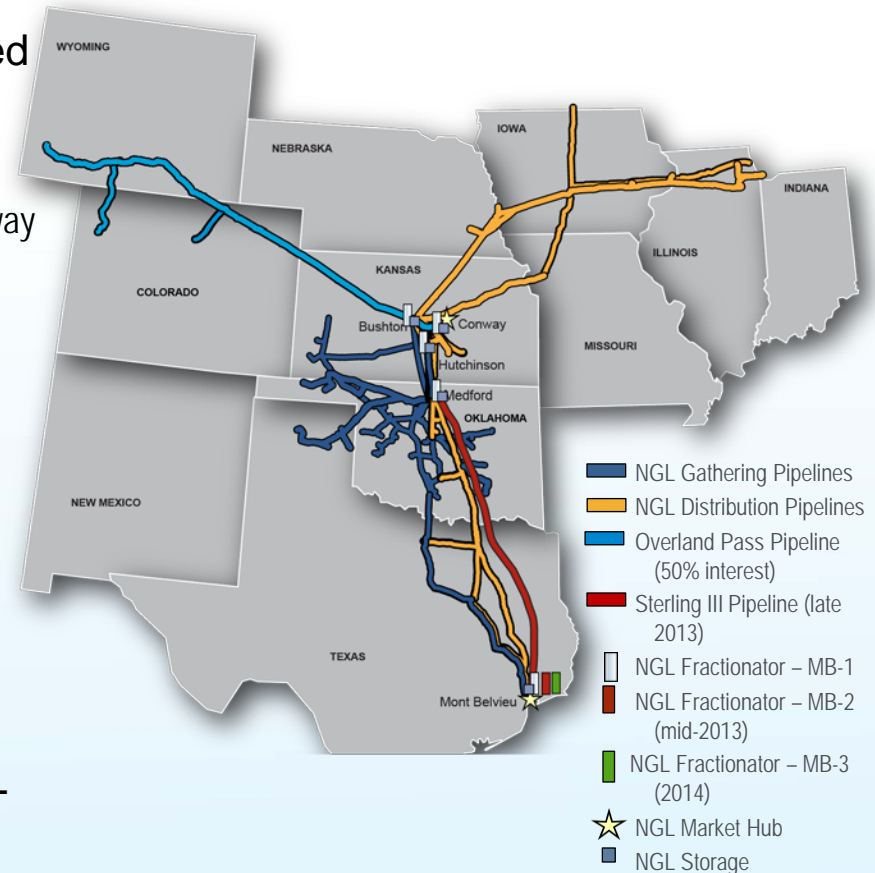 ed
WYOMING
IOWA
NEBRASKA
INDIANA
way
ILLINOIS
KANSAS
COLORADO
Bushton
Conway
MISSOURI
Hutchinson
Medford
OKLAHOMA
NGL Gathering Pipelines
NEW MEXICO
NGL Distribution Pipelines
Overland Pass Pipeline
(50% interest)
Sterling III Pipeline (late
2013)
TEXAS
NGL Fractionator – MB-1
Mont Belvieu
NGL Fractionator – MB-2
(mid-2013)
NGL Fractionator – MB-3
(2014)
NGL Market Hub
NGL Storage